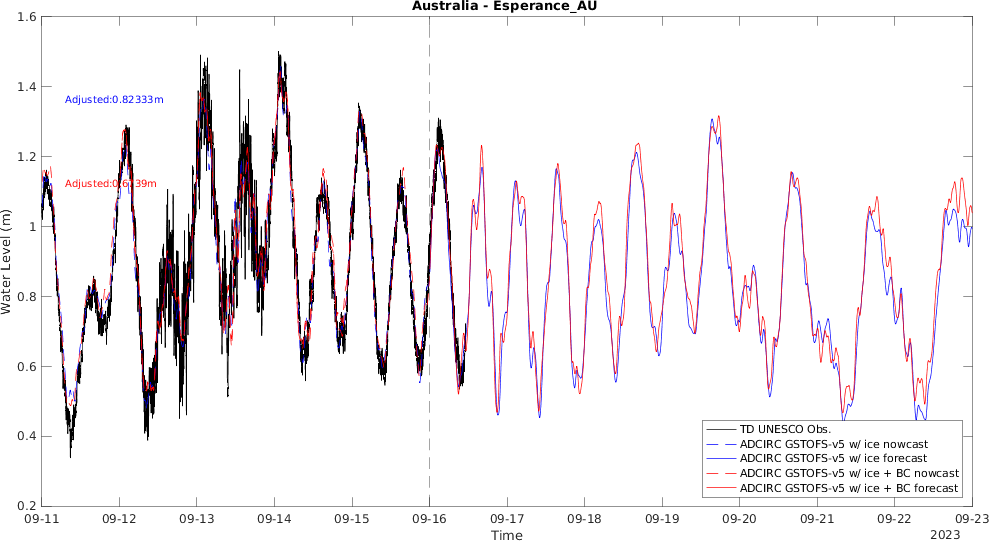 Australia - Esperance_AU
1.6
1.4
1.2
1
0.8
0.6
0.4
0.2
Water Level (m)
Adjusted:0.82333m
Adjusted:0.6739m
TD UNESCO Obs.
ADCIRC GSTOFS-v5 w/ ice nowcast
ADCIRC GSTOFS-v5 w/ ice forecast
ADCIRC GSTOFS-v5 w/ ice + BC nowcast
ADCIRC GSTOFS-v5 w/ ice + BC forecast
09-11 09-12 09-13 09-14 09-15 09-16 09-17 09-18 09-19 09-20 09-21 09-22 09-23
Time
2023